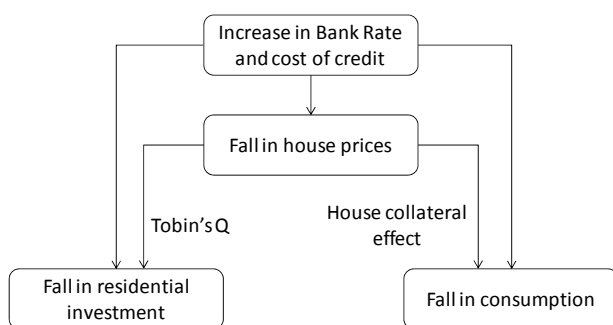 Increase in Bank Rate
and cost of credit
Fall in house prices
Tobin's Q
House collateral
effect
Fall in residential
investment
Fall in consumption